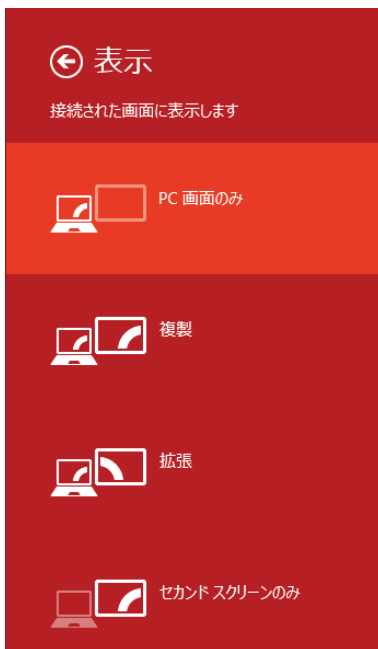 表示
接続された画面に表示します
PC 画面のみ
複製
拡張
セカンド スクリーンのみ